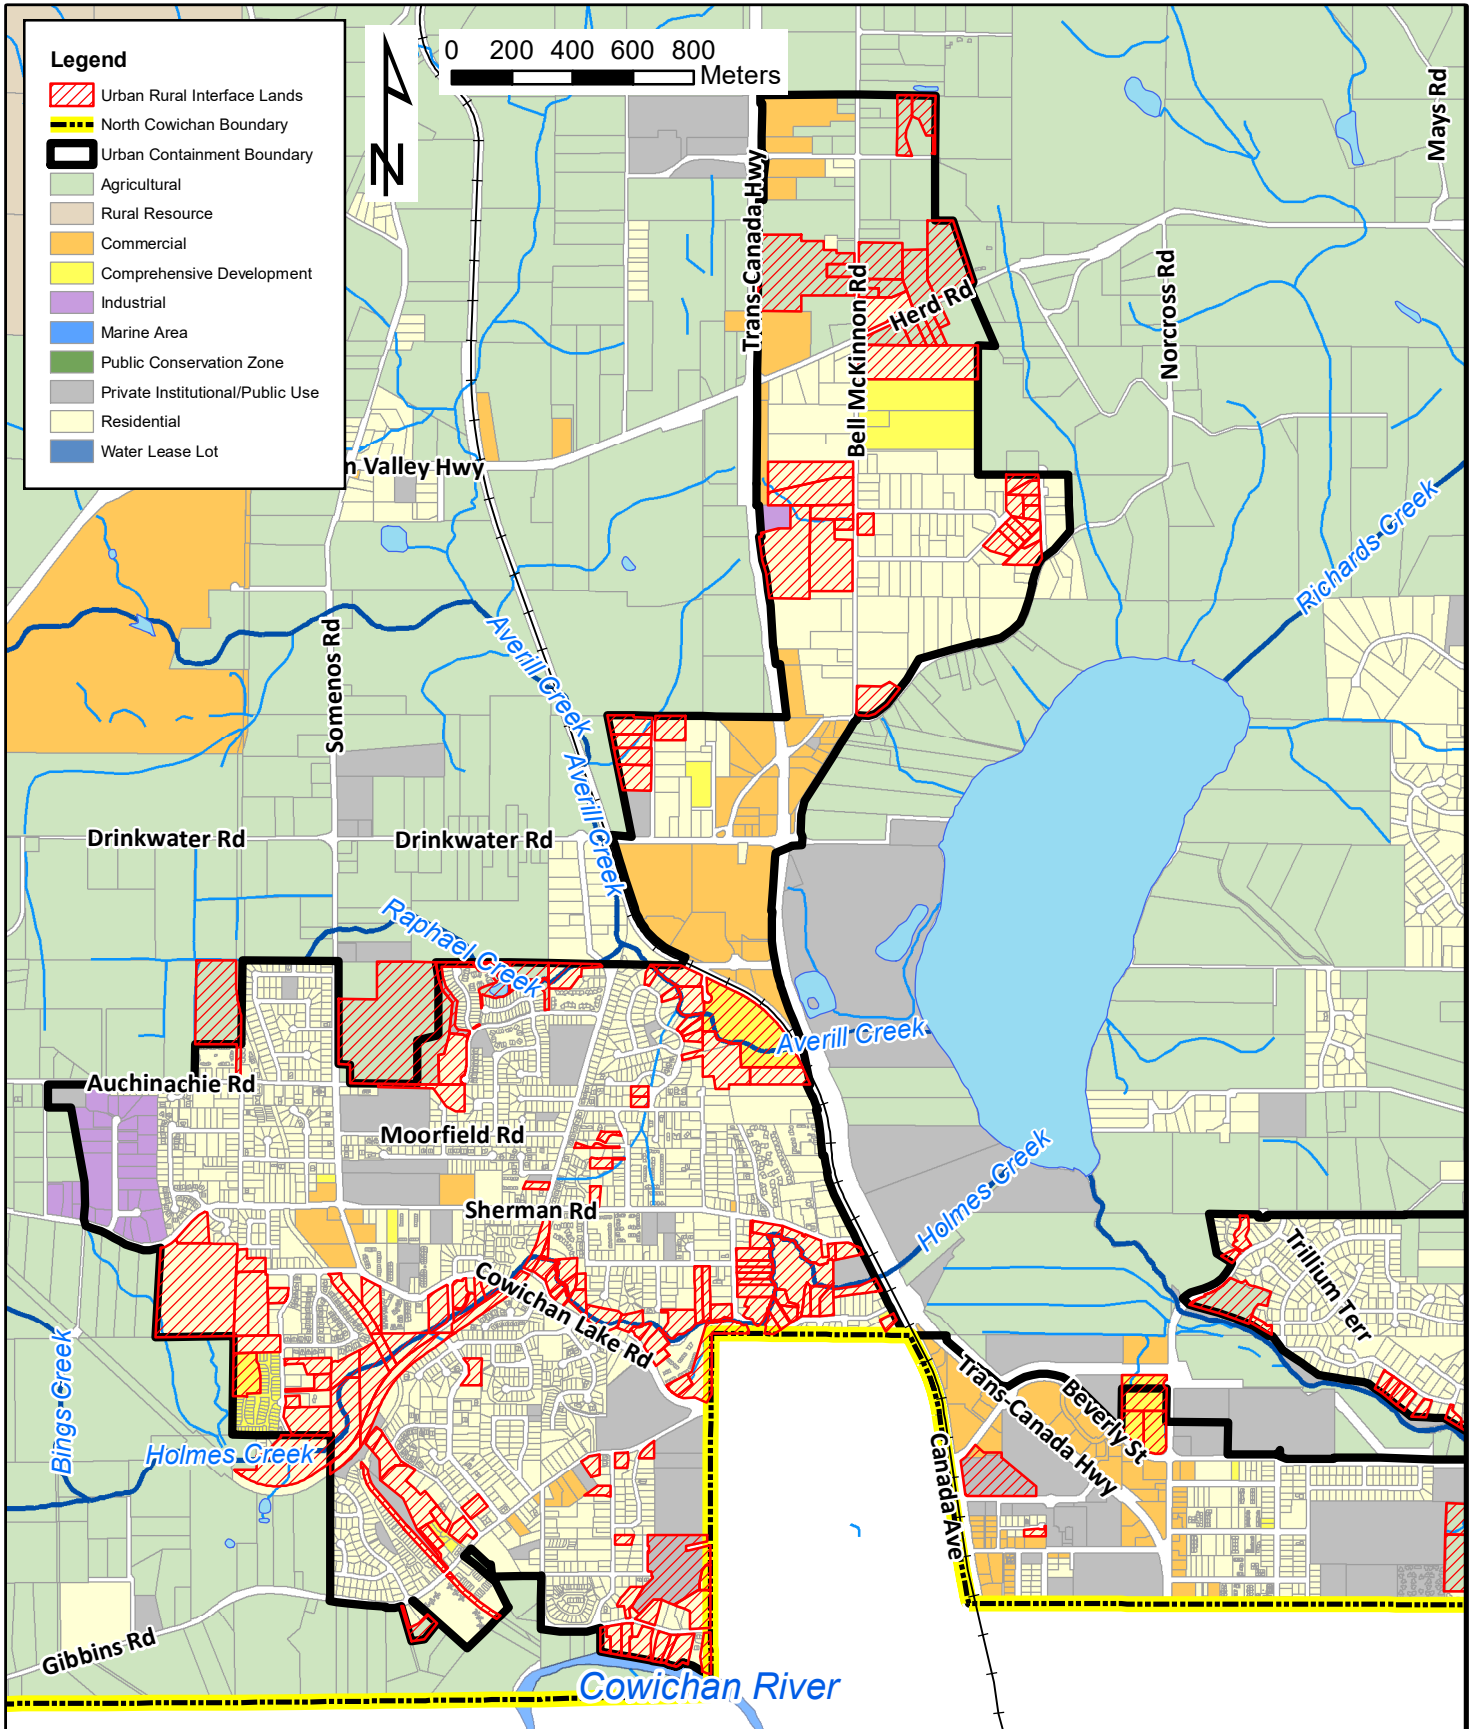 Legend
Urban Rural Interface Lands
North Cowichan Boundary
Urban Containment Boundary
Agricultural
Rural Resource
Commercial
Comprehensive Development
Industrial
Marine Area
Public Conservation Zone
Private Institutional/Public Use
Residential
Water Lease Lot
N
0 200 400 600 800
Meters
Mays Rd
Trans-Canada Hwy
Bell-McKinnon Rd
Herd Rd
Norcross Rd
n Valley Hwy
Richards Creek
Somenos Rd
Averill Creek
Averill Creek
Drinkwater Rd
Drinkwater Rd
Raphael Creek
Averill Creek
Auchinachie Rd
Moorfield Rd
Holmes Creek
Sherman Rd
Trillium Terr
Cowichan Lake Rd
Bings Creek
Trans-Canada Hwy
Beverly St
Holmes Creek
Canada Ave
Gibbins Rd
Cowichan River